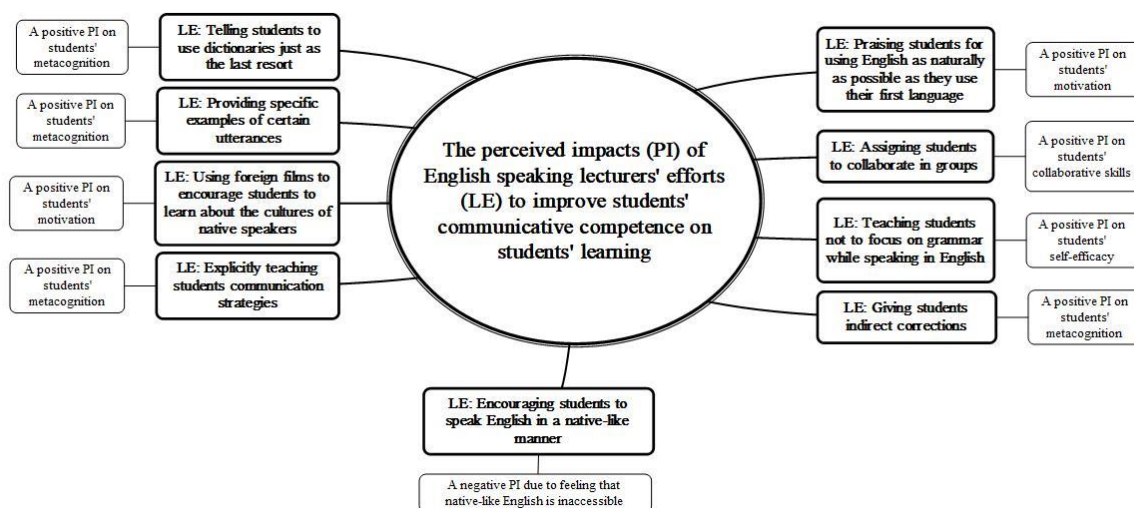 A positive PI on
students'
metacognition
LE: Telling students to
use dictionaries just as
the last resort
A positive PI on
students'
metacognition
LE: Providing specific
examples of certain
utterances
A positive PI on
students'
motivation
LE: Using foreign films to
encourage students to
learn about the cultures of
native speakers
A positive PI on
students'
metacognition
LE: Explicitly teaching
students communication
strategies
The perceived impacts (PI) of
English speaking lecturers' efforts
(LE) to improve students'
communicative competence on
students' learning
LE: Praising students for
using English as naturally
as possible as they use
their first language
A positive PI on
students'
motivation
LE: Assigning students
to collaborate in groups
A positive PI on
students'
collaborative skills
LE: Teaching students
not to focus on grammar
while speaking in English
A positive PI on
students'
self-efficacy
LE: Giving students
indirect corrections
A positive PI on
students'
metacognition
LE: Encouraging students to
speak English in a native-like
manner
A negative PI due to feeling that
native-like English is inaccessible